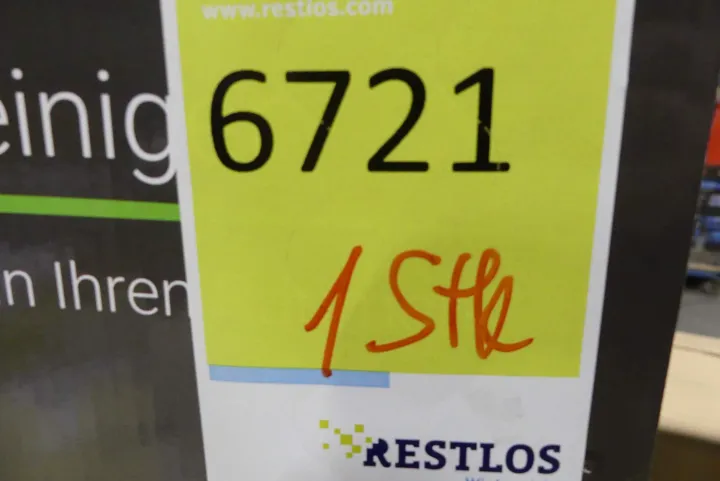 www.restlos.com
6721
1 Stk
RESTLOS
einig
n Ihren